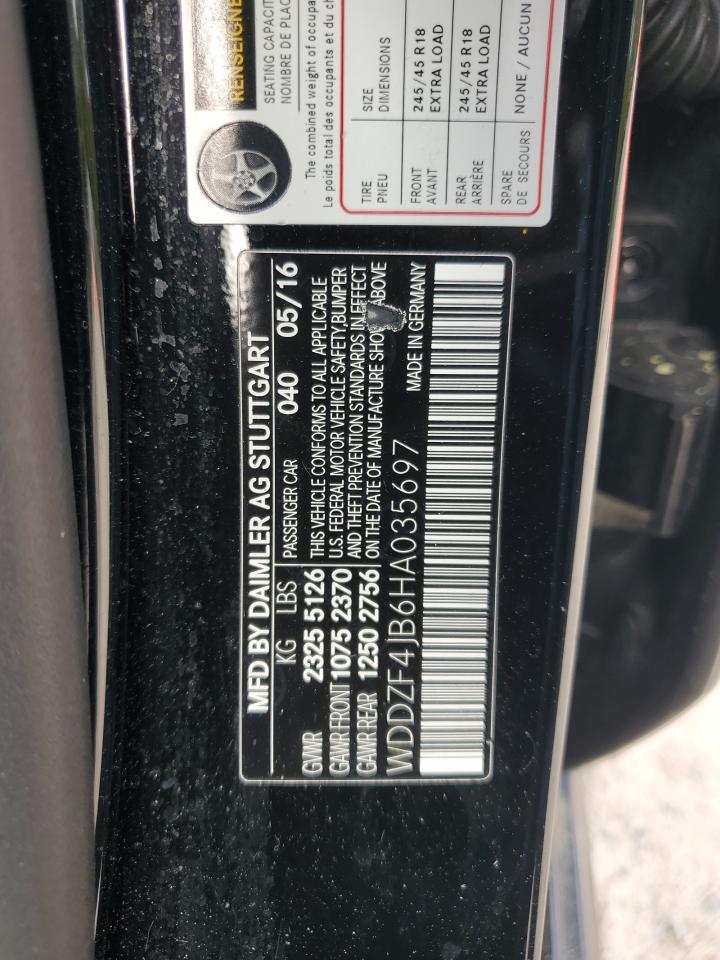 RENSEIGNE
SEATING CAPACIT
NOMBRE DE PLAC
The combined weight of occupa
Le poids total des occupants et du ch
TIRE
PNEU
SIZE
DIMENSIONS
FRONT
AVANT
245/45 R18
EXTRA LOAD
REAR
ARRIÈRE
245/45 R18
EXTRA LOAD
SPARE
DE SECOURS
NONE / AUCUN
MFD BY DAIMLER AG STUTTGART
KG LBS PASSENGER CAR 040 05/16
GVWR 2325 5126 THIS VEHICLE CONFORMS TO ALL APPLICABLE
GAWR FRONT 1075 2370 U.S. FEDERAL MOTOR VEHICLE SAFETY, BUMPER
GAWR REAR 1250 2756 AND THEFT PREVENTION STANDARDS IN EFFECT
ON THE DATE OF MANUFACTURE SHO ABOVE
WDDZF4JB6HA035697 MADE IN GERMANY